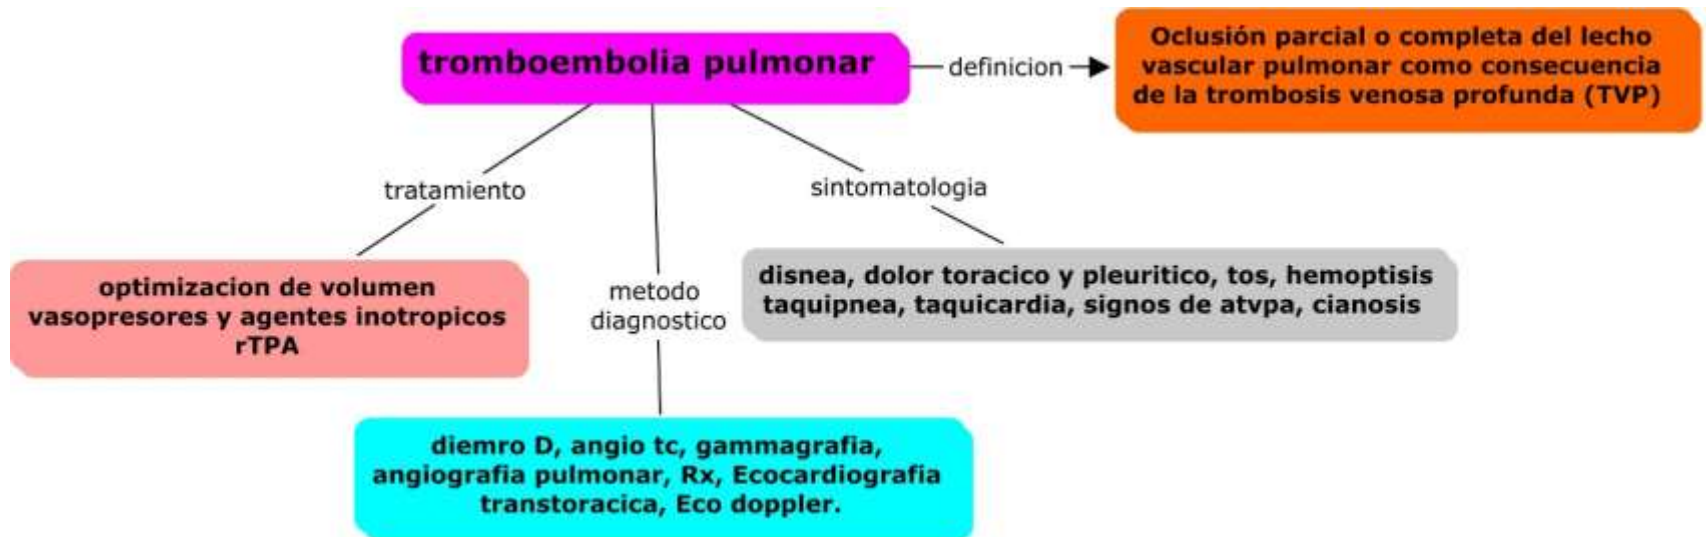 tromboembolia pulmonar
definicion
Oclusión parcial o completa del lecho
vascular pulmonar como consecuencia
de la trombosis venosa profunda (TVP)
tratamiento
sintomatologia
optimizacion de volumen
vasopresores y agentes inotropicos
rTPA
metodo
diagnostico
disnea, dolor toracico y pleuritico, tos, hemoptisis
taquipnea, taquicardia, signos de atvpa, cianosis
diemro D, angio tc, gammagrafia,
angiografia pulmonar, Rx, Ecocardiografia
transtoracica, Eco doppler.